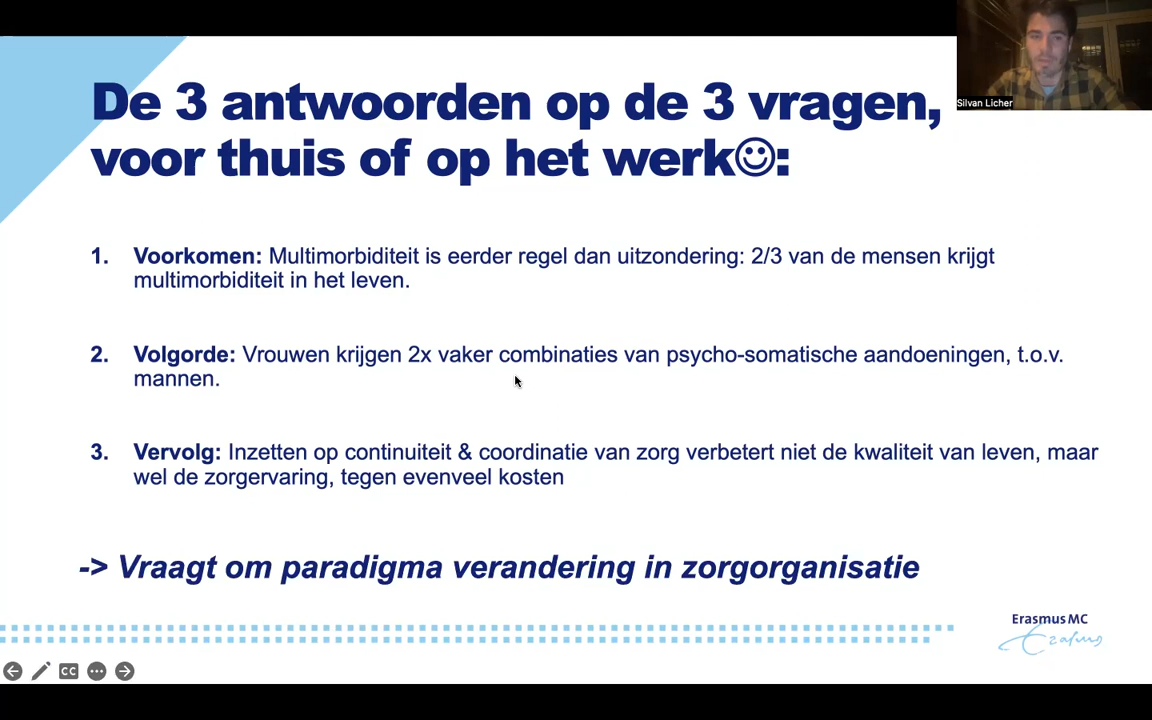 De 3 antwoorden op de 3 vragen,
voor thuis of op het werk☺:
Silvan Licher
1. Voorkomen: Multimorbiditeit is eerder regel dan uitzondering: 2/3 van de mensen krijgt
multimorbiditeit in het leven.
2. Volgorde: Vrouwen krijgen 2x vaker combinaties van psycho-somatische aandoeningen, t.o.v.
mannen.
3. Vervolg: Inzetten op continuiteit & coordinatie van zorg verbetert niet de kwaliteit van leven, maar
wel de zorgervaring, tegen evenveel kosten
-> Vraagt om paradigma verandering in zorgorganisatie
Erasmus MC
Erasmus
CC